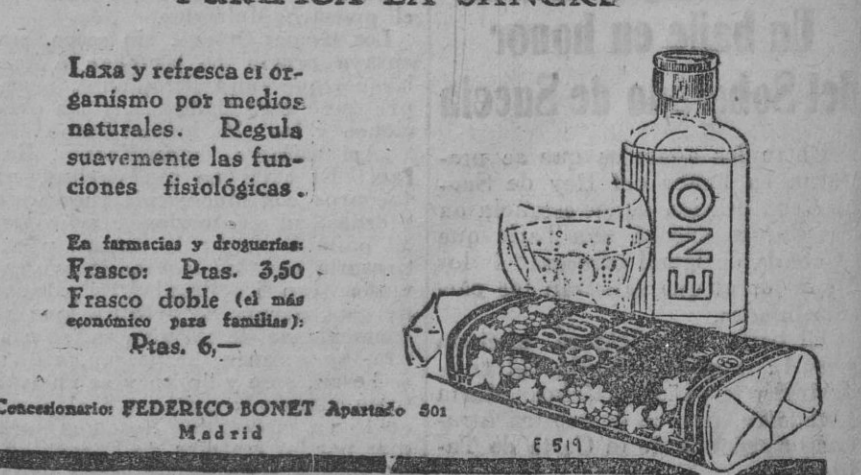 Laxa y refresca el or-
ganismo por medios
naturales. Regula
suavemente las fun-
ciones fisiológicas.
En farmacias y droguerías:
Frasco: Ptas. 3,50
Frasco doble (el más
económico para familias):
Ptas. 6,—
Concesionario: FEDERICO BONET Apartado 501
Madrid
ENO
FRUIT
SALT
E 519